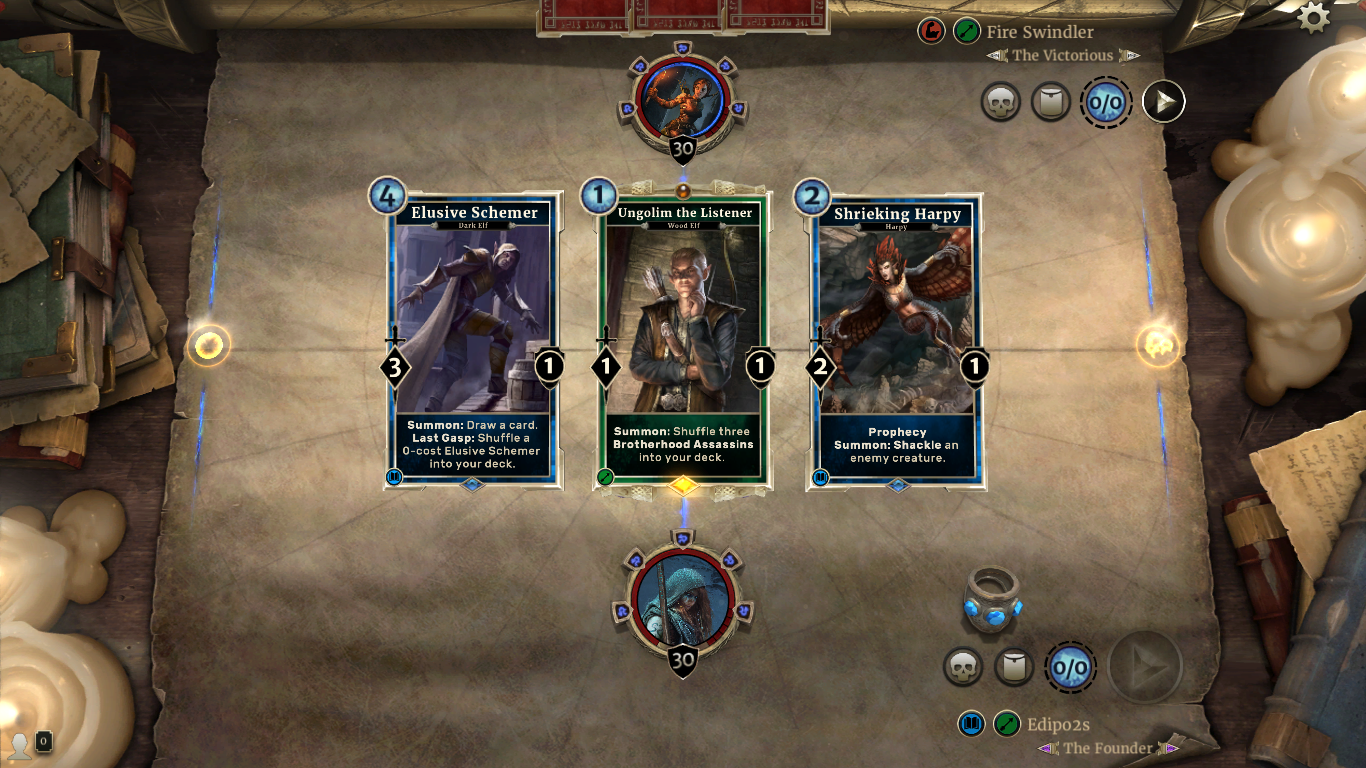 Fire Swindler
The Victorious
0/0
30
4
Elusive Schemer
Dark Elf
3
1
Summon: Draw a card.
Last Gasp: Shuffle a
0-cost Elusive Schemer
into your deck.
1
Ungolim the Listener
Wood Elf
1
1
Summon: Shuffle three
Brotherhood Assassins
into your deck.
2
Shrieking Harpy
Harpy
2
1
Prophecy
Summon: Shackle an
enemy creature.
30
0/0
Edipo2s
The Founder
0